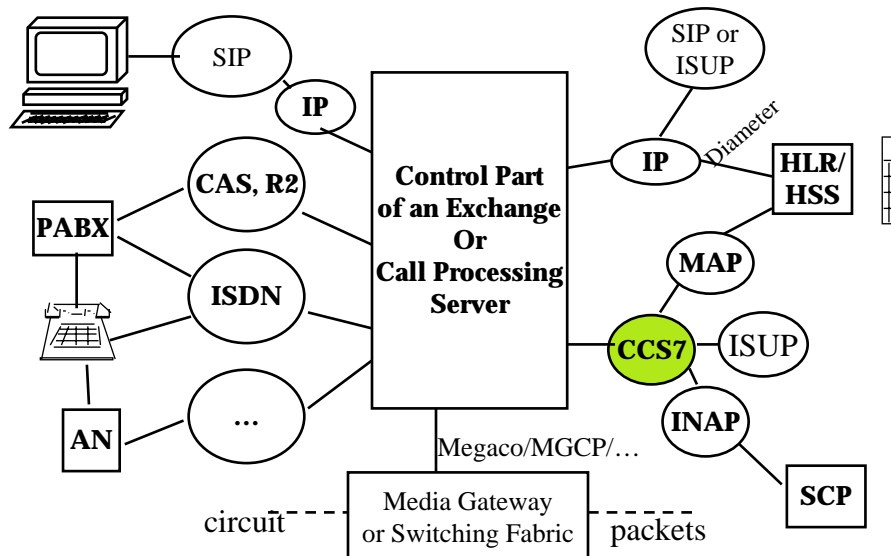 SIP
IP
CAS, R2
PABX
ISDN
AN
...
Control Part
of an Exchange
Or
Call Processing
Server
SIP or
ISUP
IP
Diameter
HLR/
HSS
MAP
CCS7
ISUP
INAP
SCP
Megaco/MGCP/…
Media Gateway
or Switching Fabric
circuit
packets